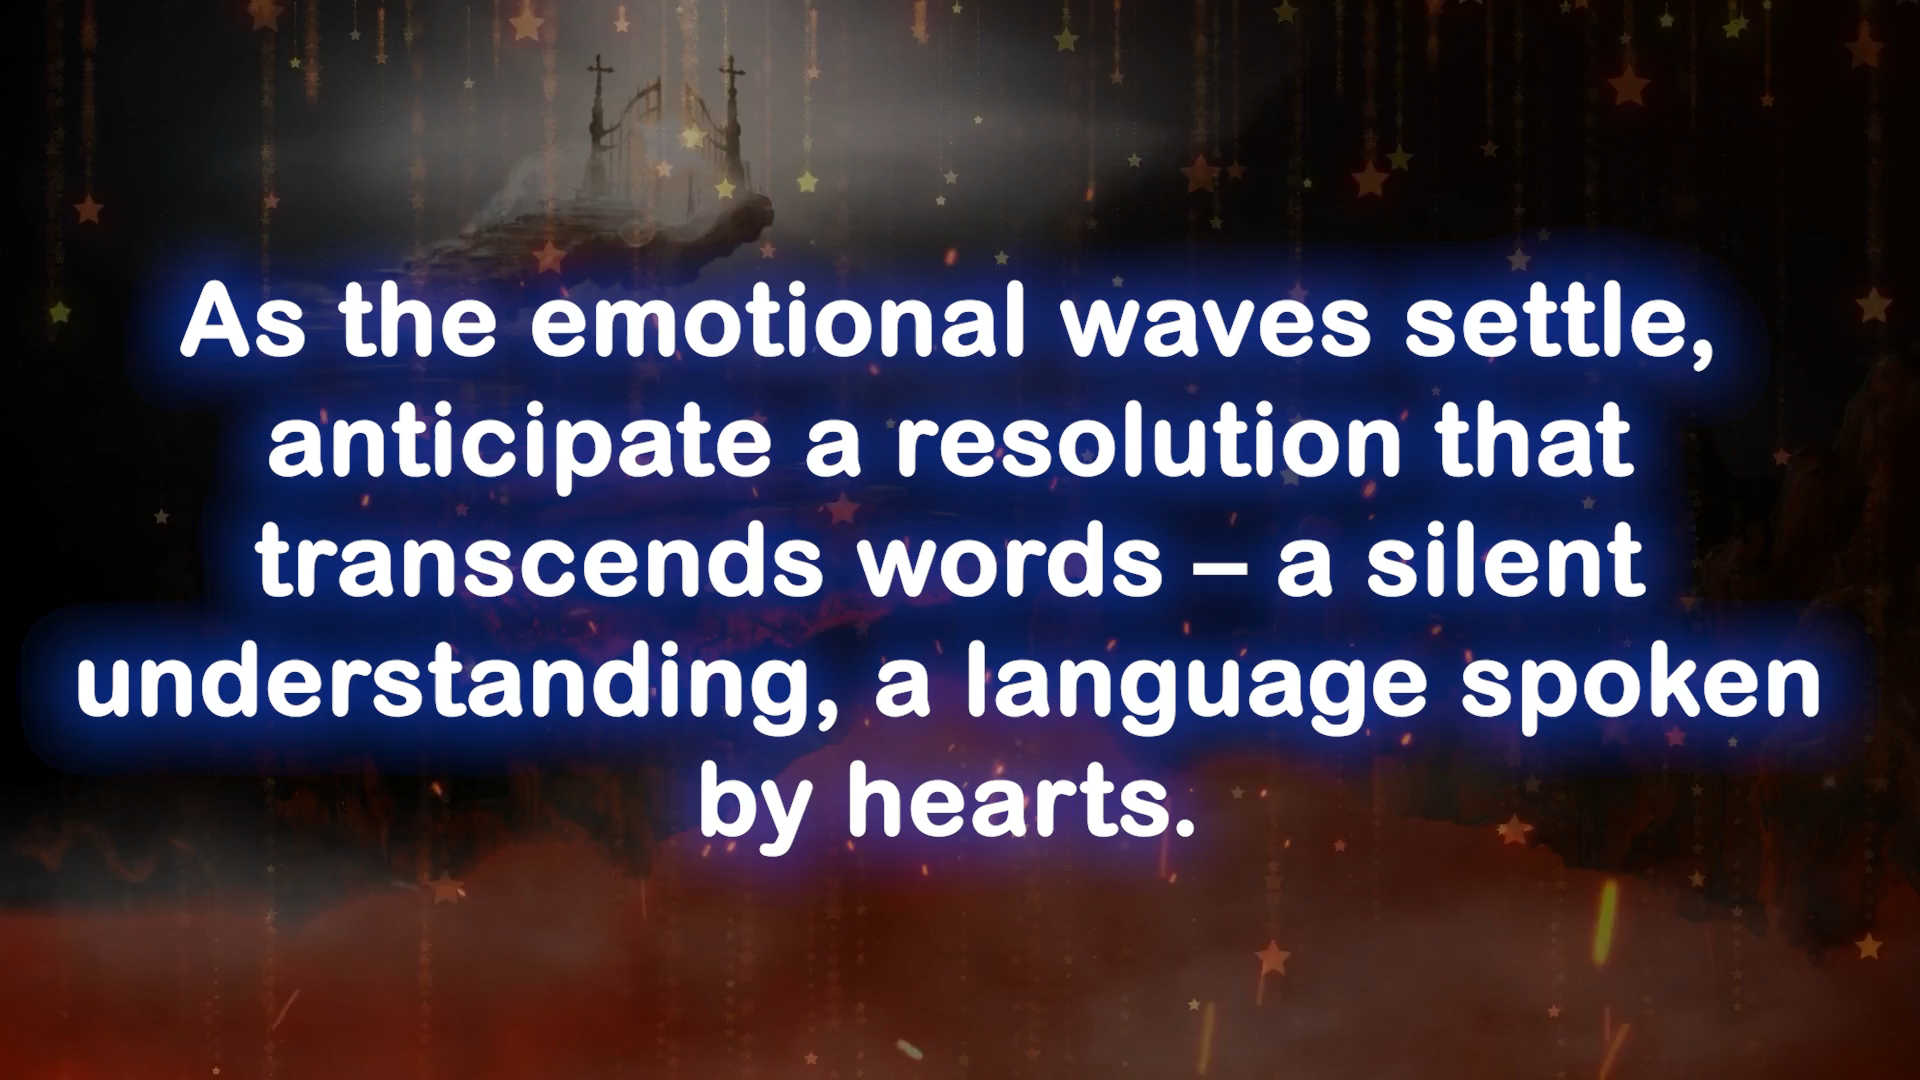 As the emotional waves settle,
anticipate a resolution that
transcends words – a silent
understanding, a language spoken
by hearts.